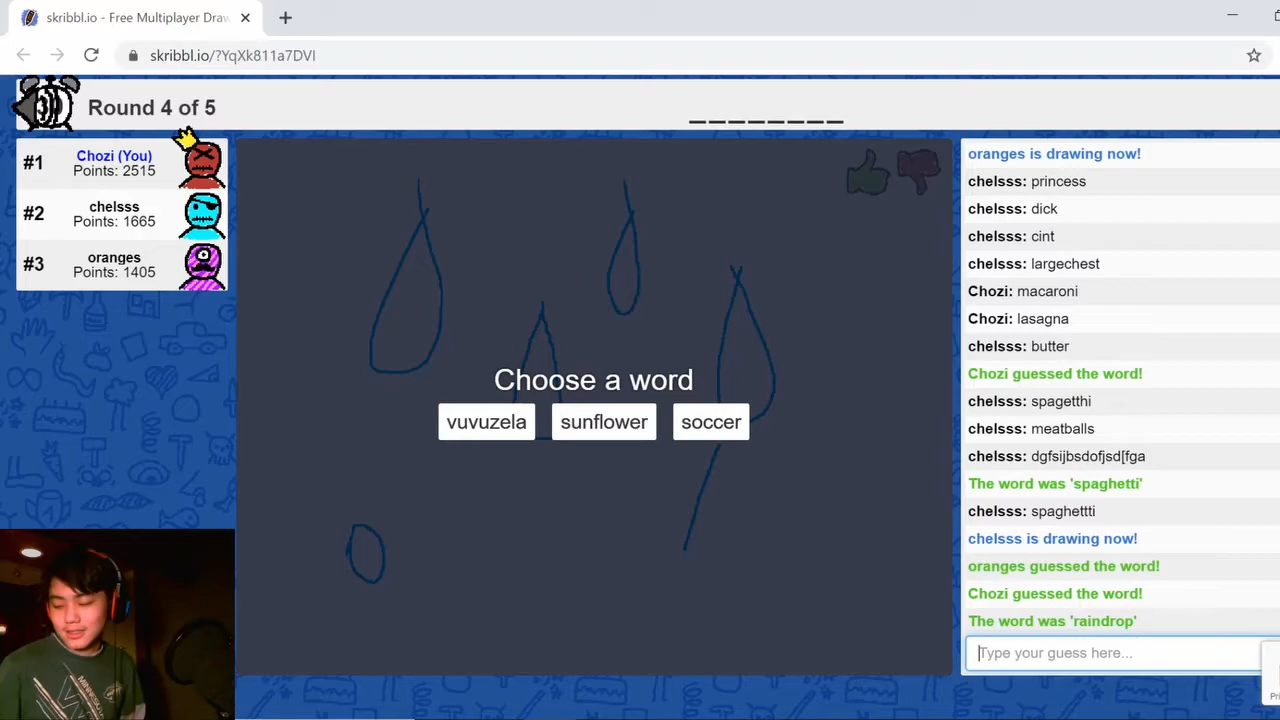 skribbl.io - Free Multiplayer Draw
skribbl.io/?YqXk811a7DVI
Round 4 of 5
________
#1
Chozi (You)
Points: 2515
#2
chelsss
Points: 1665
#3
oranges
Points: 1405
Choose a word
vuvuzela
sunflower
soccer
oranges is drawing now!
chelsss: princess
chelsss: dick
chelsss: cint
chelsss: largechest
Chozi: macaroni
Chozi: lasagna
chelsss: butter
Chozi guessed the word!
chelsss: spagetthi
chelsss: meatballs
chelsss: dgfsijbsdofjsd[fga
The word was 'spaghetti'
chelsss: spaghettti
chelsss is drawing now!
oranges guessed the word!
Chozi guessed the word!
The word was 'raindrop'
Type your guess here...
Pri